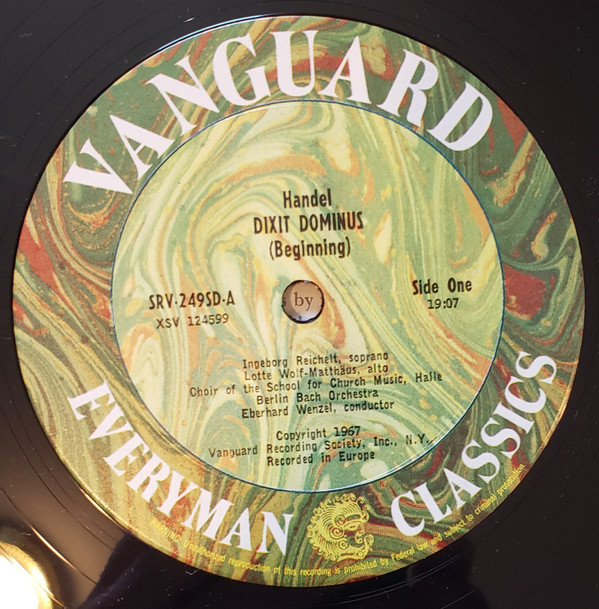 VANGUARD
Handel
DIXIT DOMINUS
(Beginning)
SRV-249SD-A
XSV 124599
by
Side One
19:07
Ingeborg Reichelt, soprano
Lotte Wolf-Matthäus, alto
Choir of the School for Church Music, Halle
Berlin Bach Orchestra
Eberhard Wenzel, conductor
Copyright 1967
Vanguard Recording Society, Inc., N.Y.
Recorded in Europe
EVERYMAN CLASSICS
unauthorized reproduction of this recording is prohibited by Federal law and subject to criminal prosecution.